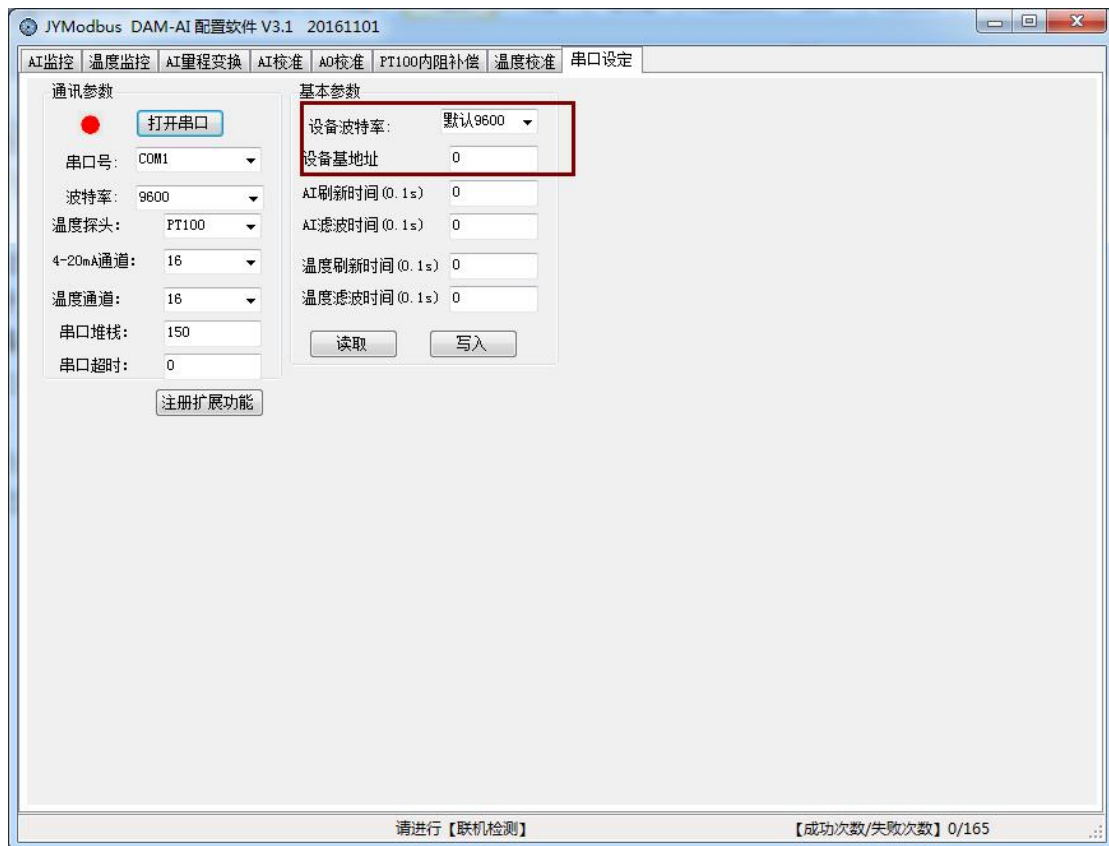 JYModbus DAM-AI 配置软件 V3.1 20161101
AI监控 温度监控 AI量程变换 AI校准 AO校准 PT100内阻补偿 温度校准 串口设定
通讯参数
打开串口
串口号: COM1
波特率: 9600
温度探头: PT100
4-20mA通道: 16
温度通道: 16
串口堆栈: 150
串口超时: 0
注册扩展功能
基本参数
设备波特率: 默认9600
设备基地址 0
AI刷新时间(0.1s) 0
AI滤波时间(0.1s) 0
温度刷新时间(0.1s) 0
温度滤波时间(0.1s) 0
读取 写入
请进行【联机检测】 【成功次数/失败次数】0/165